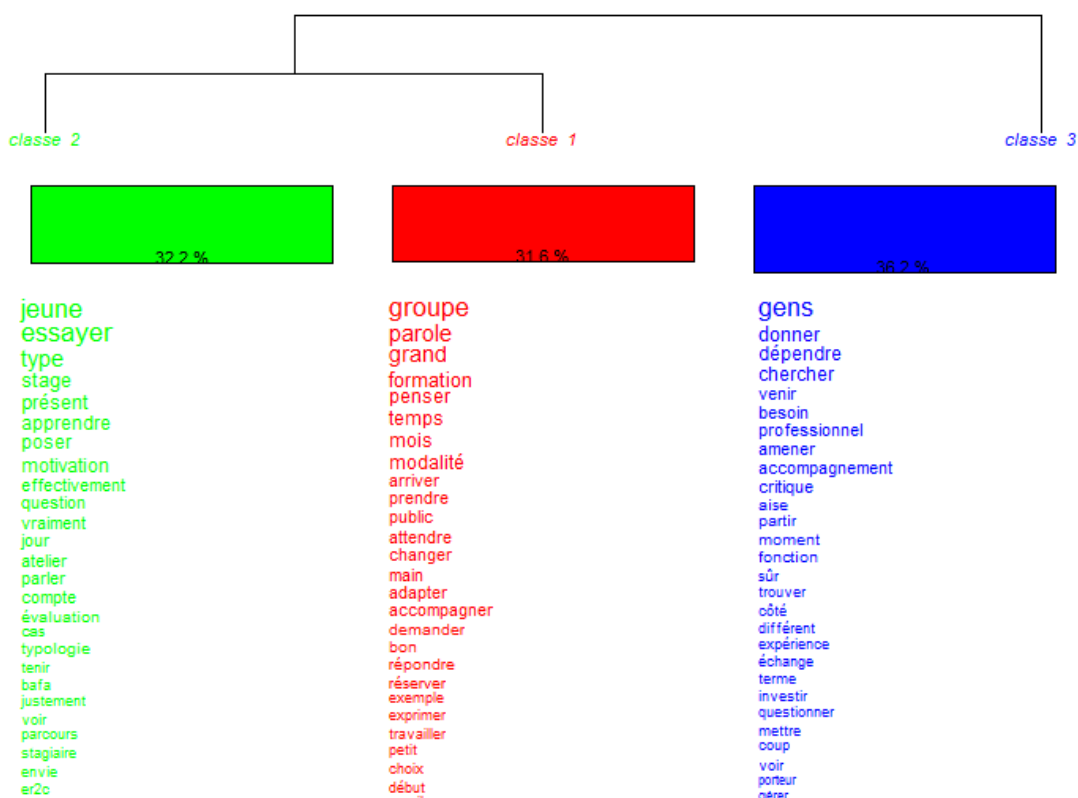 classe 2
classe 1
classe 3
32.2 %
31.6 %
36.2 %
jeune
essayer
type
stage
présent
apprendre
poser
motivation
effectivement
question
vraiment
jour
atelier
parler
compte
évaluation
cas
typologie
tenir
bafa
justement
voir
parcours
stagiaire
envie
er2c
groupe
parole
grand
formation
penser
temps
mois
modalité
arriver
prendre
public
attendre
changer
main
adapter
accompagner
demander
bon
répondre
réserver
exemple
exprimer
travailler
petit
choix
début
gens
donner
dépendre
chercher
venir
besoin
professionnel
amener
accompagnement
critique
aise
partir
moment
fonction
sûr
trouver
côté
différent
expérience
échange
terme
investir
questionner
mettre
coup
voir
porteur
gérer